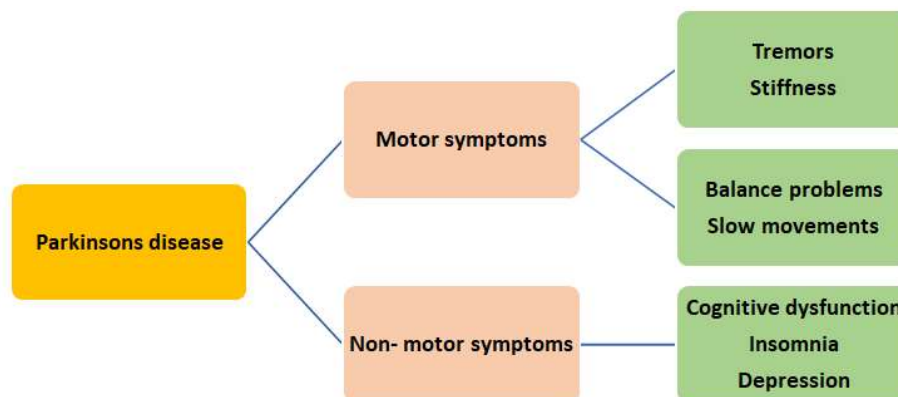 Parkinsons disease
Motor symptoms
Tremors
Stiffness
Balance problems
Slow movements
Non- motor symptoms
Cognitive dysfunction
Insomnia
Depression